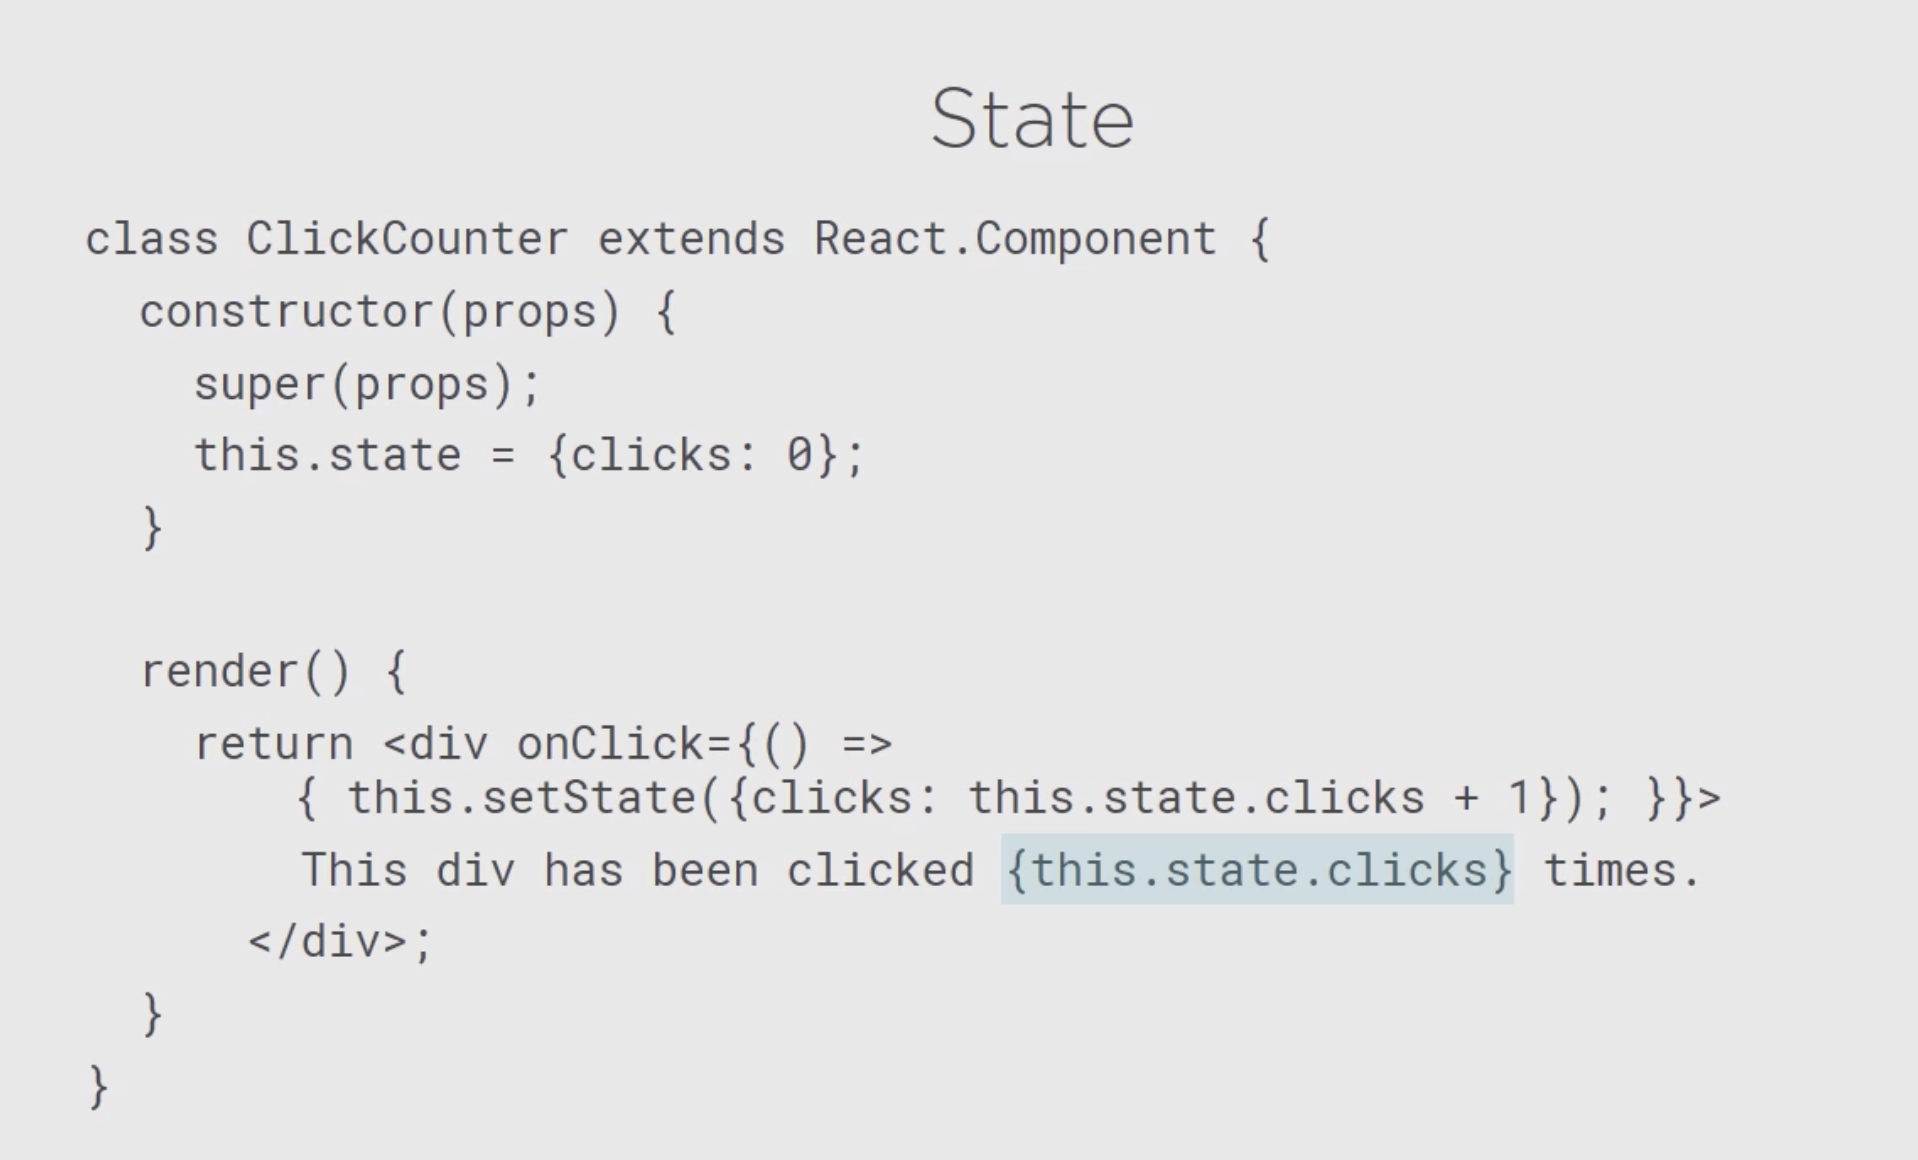 State
class ClickCounter extends React.Component {
  constructor(props) {
    super(props);
    this.state = {clicks: 0};
  }
  render() {
    return <div onClick={() =>
        { this.setState({clicks: this.state.clicks + 1}); }}>
        This div has been clicked {this.state.clicks} times.
      </div>;
  }
}